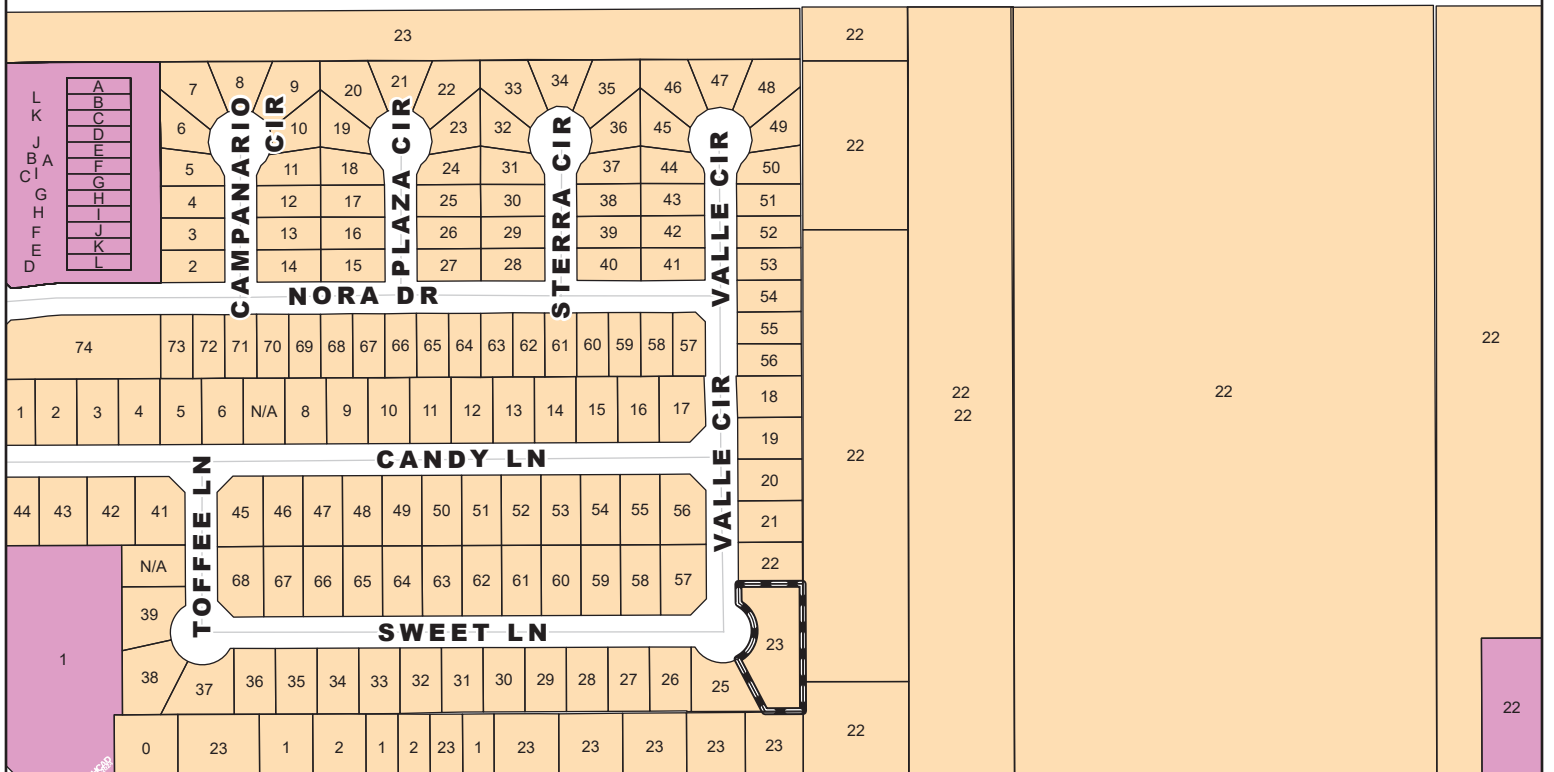 23
22
7 8 9 20 21 22 33 34 35 46 47 48
L
K
J
B A
C I
G
H
F
E
D
A
B
C
D
E
F
G
H
I
J
K
L
6 10 19 23 32 36 45 49
22
5 11 18 24 31 37 44 50
4 12 17 25 30 38 43 51
3 13 16 26 29 39 42 52
2 14 15 27 28 40 41 53
CAMPANARIO
CIR
PLAZA CIR
STERRA CIR
VALLE CIR
NORA DR
54
55
56
74 73 72 71 70 69 68 67 66 65 64 63 62 61 60 59 58 57
22
22
22
22
1 2 3 4 5 6 N/A 8 9 10 11 12 13 14 15 16 17
18
19
20
21
22
VALLE CIR
CANDY LN
22
TOFFEE LN
44 43 42 41 45 46 47 48 49 50 51 52 53 54 55 56
N/A
68 67 66 65 64 63 62 61 60 59 58 57
39
SWEET LN
23
1
38 37 36 35 34 33 32 31 30 29 28 27 26 25
22
0 23 1 2 1 2 23 1 23 23 23 23 23
22